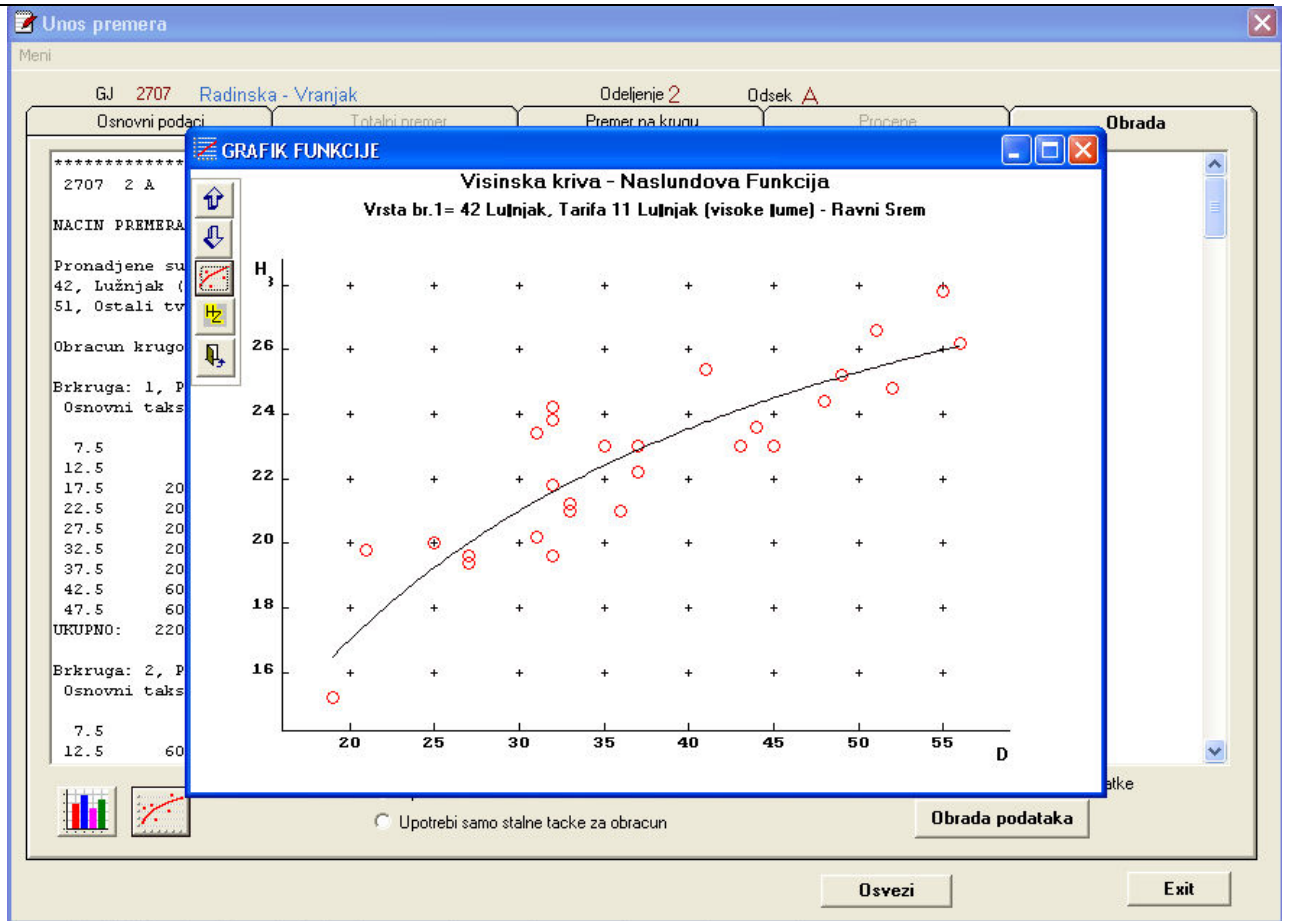 Unos premera
Meni
GJ 2707 Radinska - Vranjak Odeljenje 2 Odsek A
Osnovni podaci Totalni premer Premer na krugu Procene Obrada
**************
2707 2 A
NACIN PREMERA
Pronadjene su
42, Lužnjak (
51, Ostali tv
Obracun krugo
Brkruga: 1, P
Osnovni taks
7.5
12.5
17.5 20
22.5 20
27.5 20
32.5 20
37.5 20
42.5 60
47.5 60
UKUPNO: 220
Brkruga: 2, P
Osnovni taks
7.5
12.5 60
GRAFIK FUNKCIJE
Visinska kriva - Naslundova Funkcija
Vrsta br.1= 42 Lu|njak, Tarifa 11 Lu|njak (visoke |ume) - Ravni Srem
H
3
26
24
22
20
18
16
20 25 30 35 40 45 50 55
D
Hz
atke
Upotrebi samo stalne tacke za obracun
Obrada podataka
Osvezi
Exit